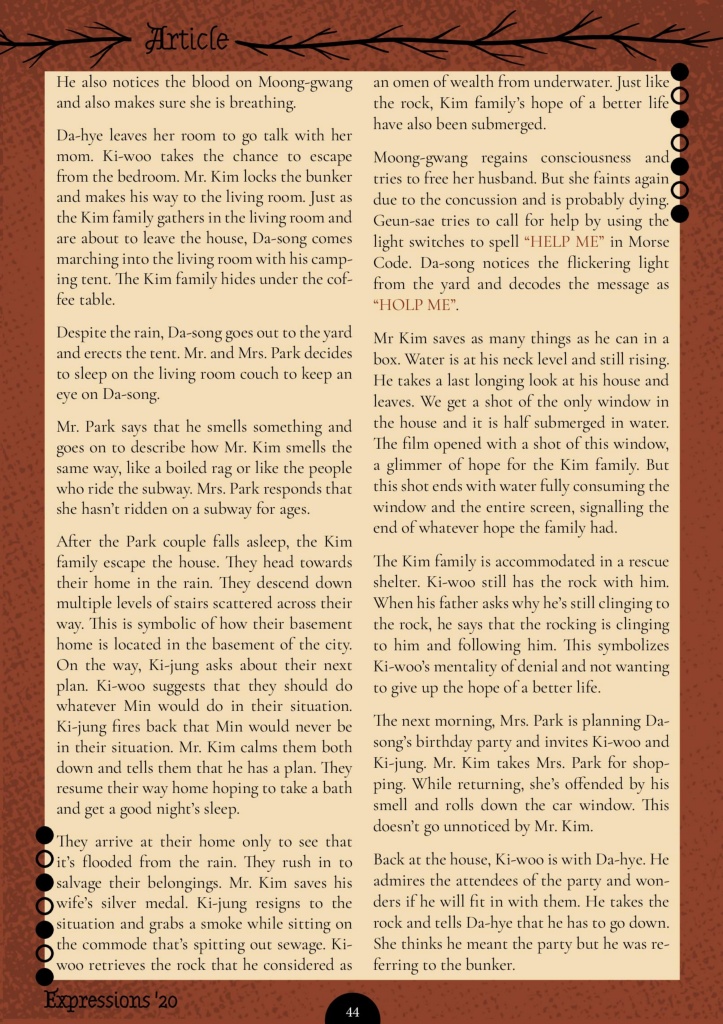 Article
He also notices the blood on Moong-gwang
and also makes sure she is breathing.
Da-hye leaves her room to go talk with her
mom. Ki-woo takes the chance to escape
from the bedroom. Mr. Kim locks the bunker
and makes his way to the living room. Just as
the Kim family gathers in the living room and
are about to leave the house, Da-song comes
marching into the living room with his camp-
ing tent. The Kim family hides under the cof-
fee table.
Despite the rain, Da-song goes out to the yard
and erects the tent. Mr. and Mrs. Park decides
to sleep on the living room couch to keep an
eye on Da-song.
Mr. Park says that he smells something and
goes on to describe how Mr. Kim smells the
same way, like a boiled rag or like the people
who ride the subway. Mrs. Park responds that
she hasn't ridden on a subway for ages.
After the Park couple falls asleep, the Kim
family escape the house. They head towards
their home in the rain. They descend down
multiple levels of stairs scattered across their
way. This is symbolic of how their basement
home is located in the basement of the city.
On the way, Ki-jung asks about their next
plan. Ki-woo suggests that they should do
whatever Min would do in their situation.
Ki-jung fires back that Min would never be
in their situation. Mr. Kim calms them both
down and tells them that he has a plan. They
resume their way home hoping to take a bath
and get a good night's sleep.
They arrive at their home only to see that
it's flooded from the rain. They rush in to
salvage their belongings. Mr. Kim saves his
wife's silver medal. Ki-jung resigns to the
situation and grabs a smoke while sitting on
the commode that's spitting out sewage. Ki-
woo retrieves the rock that he considered as
an omen of wealth from underwater. Just like
the rock, Kim family's hope of a better life
have also been submerged.
Moong-gwang regains consciousness and
tries to free her husband. But she faints again
due to the concussion and is probably dying.
Geun-sae tries to call for help by using the
light switches to spell "HELP ME" in Morse
Code. Da-song notices the flickering light
from the yard and decodes the message as
"HOLP ME".
Mr Kim saves as many things as he can in a
box. Water is at his neck level and still rising.
He takes a last longing look at his house and
leaves. We get a shot of the only window in
the house and it is half submerged in water.
The film opened with a shot of this window,
a glimmer of hope for the Kim family. But
this shot ends with water fully consuming the
window and the entire screen, signalling the
end of whatever hope the family had.
The Kim family is accommodated in a rescue
shelter. Ki-woo still has the rock with him.
When his father asks why he's still clinging to
the rock, he says that the rocking is clinging
to him and following him. This symbolizes
Ki-woo's mentality of denial and not wanting
to give up the hope of a better life.
The next morning, Mrs. Park is planning Da-
song's birthday party and invites Ki-woo and
Ki-jung. Mr. Kim takes Mrs. Park for shop-
ping. While returning, she's offended by his
smell and rolls down the car window. This
doesn't go unnoticed by Mr. Kim.
Back at the house, Ki-woo is with Da-hye. He
admires the attendees of the party and won-
ders if he will fit in with them. He takes the
rock and tells Da-hye that he has to go down.
She thinks he meant the party but he was re-
ferring to the bunker.
Expressions '20
44